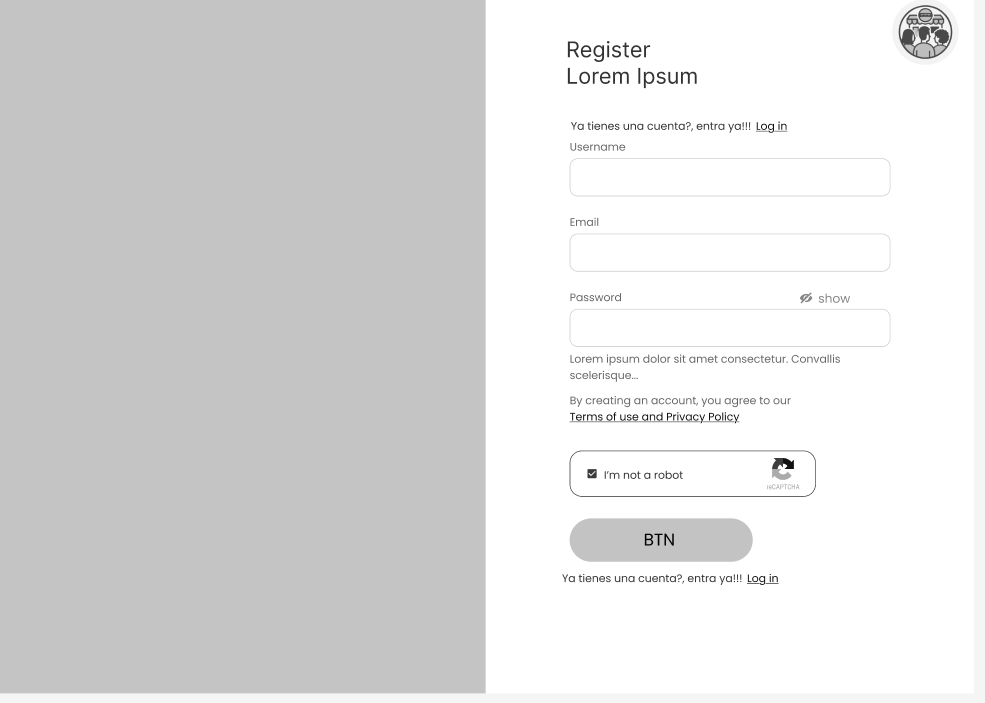 Register
Lorem Ipsum
Ya tienes una cuenta?, entra ya!!! Log in
Username
Email
Password
show
Lorem ipsum dolor sit amet consectetur. Convallis
scelerisque...
By creating an account, you agree to our
Terms of use and Privacy Policy
I'm not a robot
reCAPTCHA
BTN
Ya tienes una cuenta?, entra ya!!! Log in